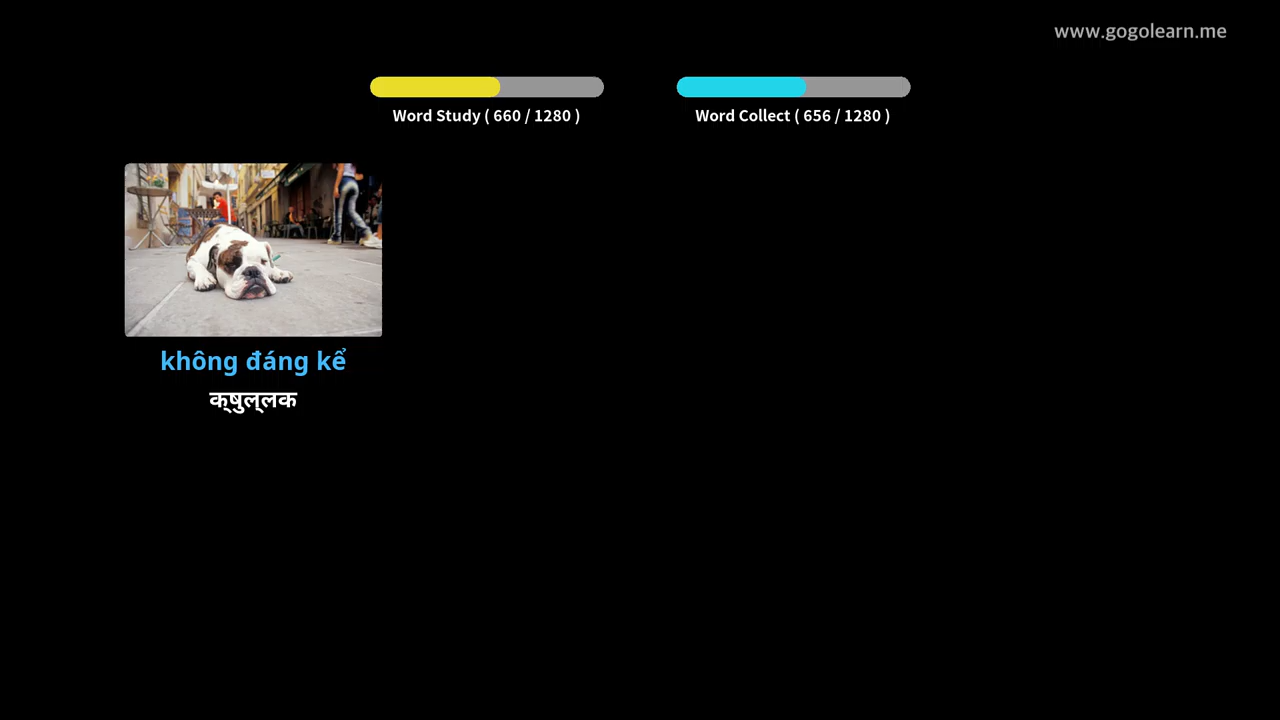 www.gogolearn.me
Word Study ( 660 / 1280 )
Word Collect ( 656 / 1280 )
không đáng kể
क्षुल्लक